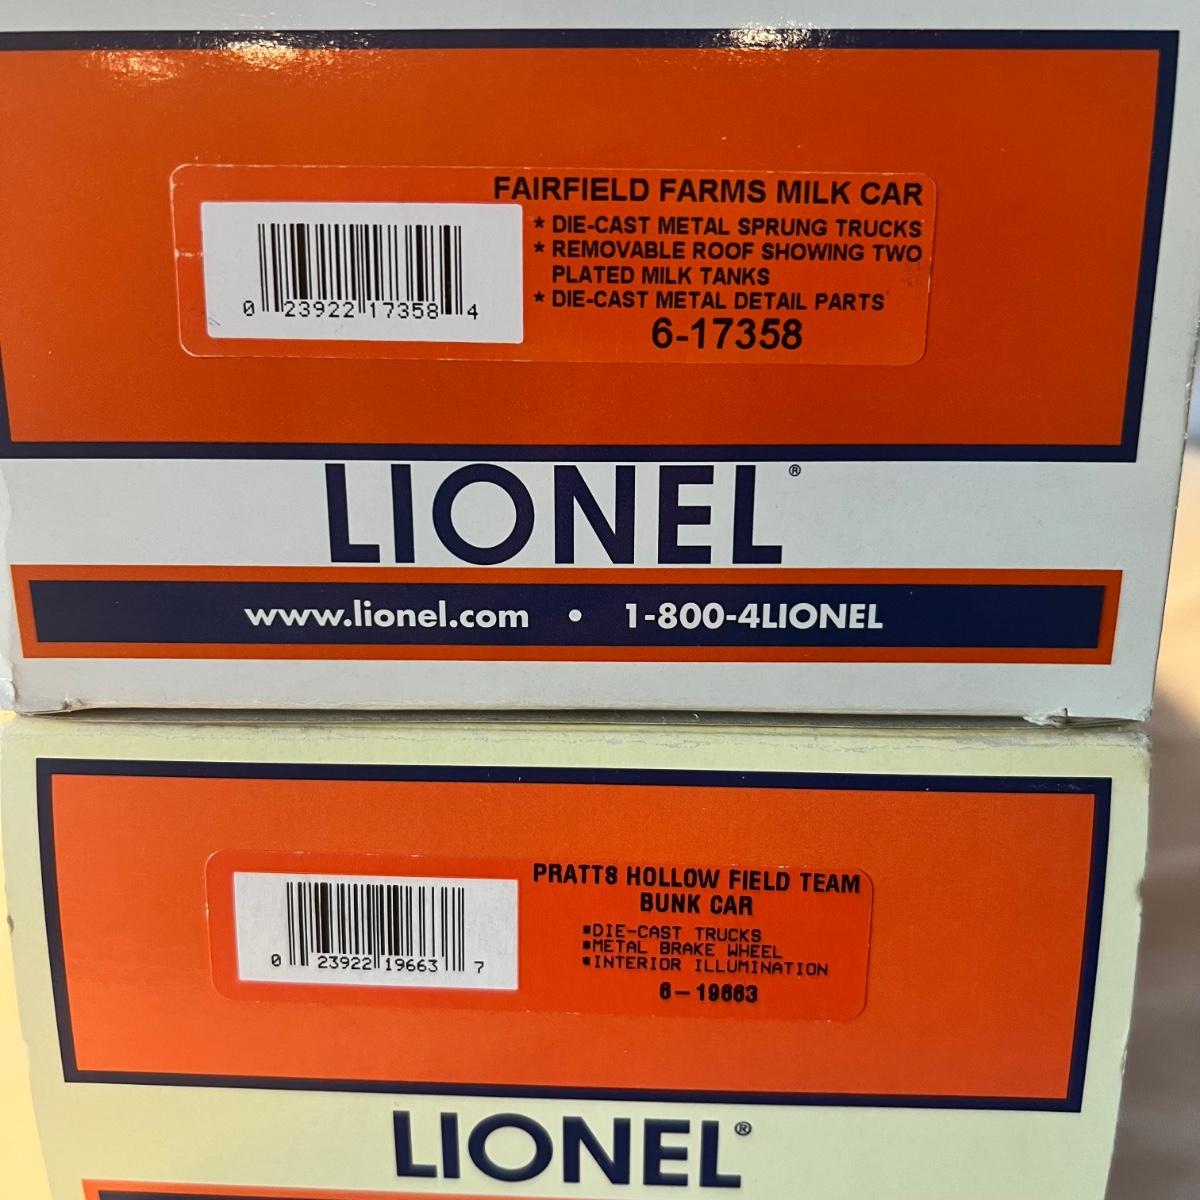 FAIRFIELD FARMS MILK CAR
* DIE-CAST METAL SPRUNG TRUCKS
* REMOVABLE ROOF SHOWING TWO
PLATED MILK TANKS
* DIE-CAST METAL DETAIL PARTS
6-17358
0 23922 17358 4
LIONEL®
www.lionel.com • 1-800-4LIONEL
PRATTS HOLLOW FIELD TEAM
BUNK CAR
*DIE-CAST TRUCKS
*METAL BRAKE WHEEL
*INTERIOR ILLUMINATION
6-19663
0 23922 19663 7
LIONEL®